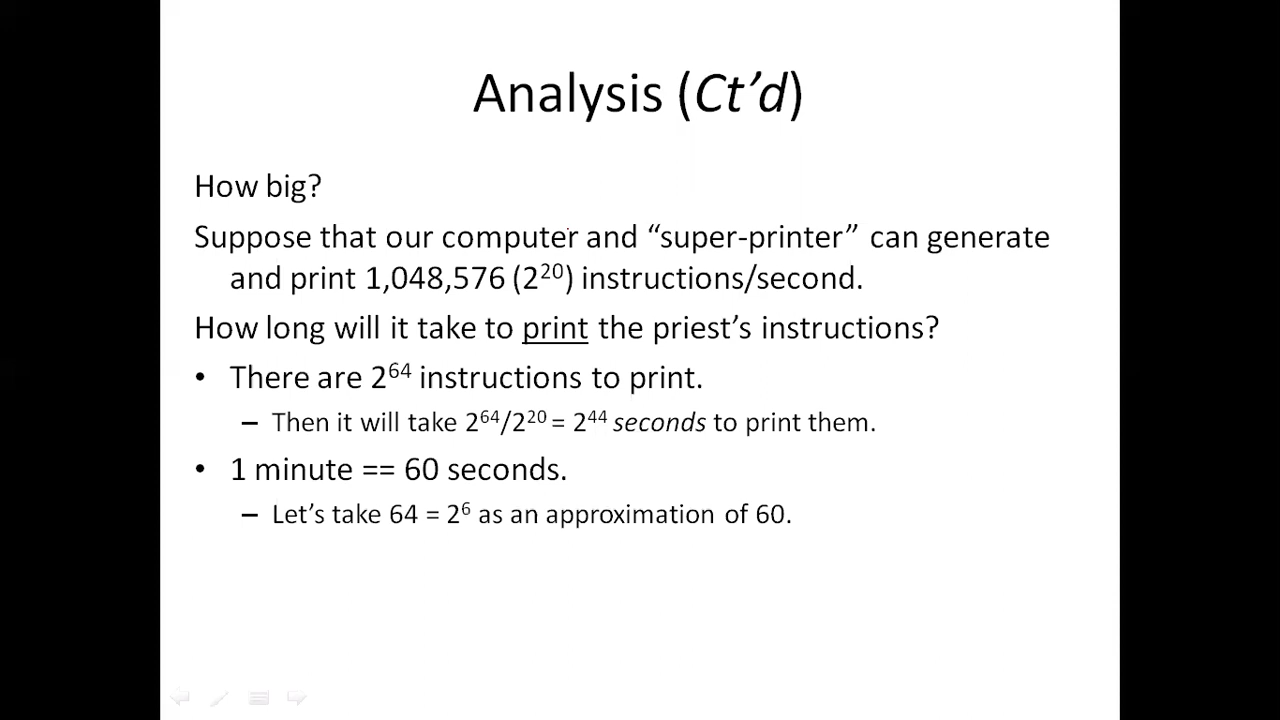 Analysis (Ct’d)
How big?
Suppose that our computer and “super-printer” can generate
and print 1,048,576 (2²⁰) instructions/second.
How long will it take to print the priest’s instructions?
• There are 2⁶⁴ instructions to print.
– Then it will take 2⁶⁴/2²⁰ = 2⁴⁴ seconds to print them.
• 1 minute == 60 seconds.
– Let’s take 64 = 2⁶ as an approximation of 60.